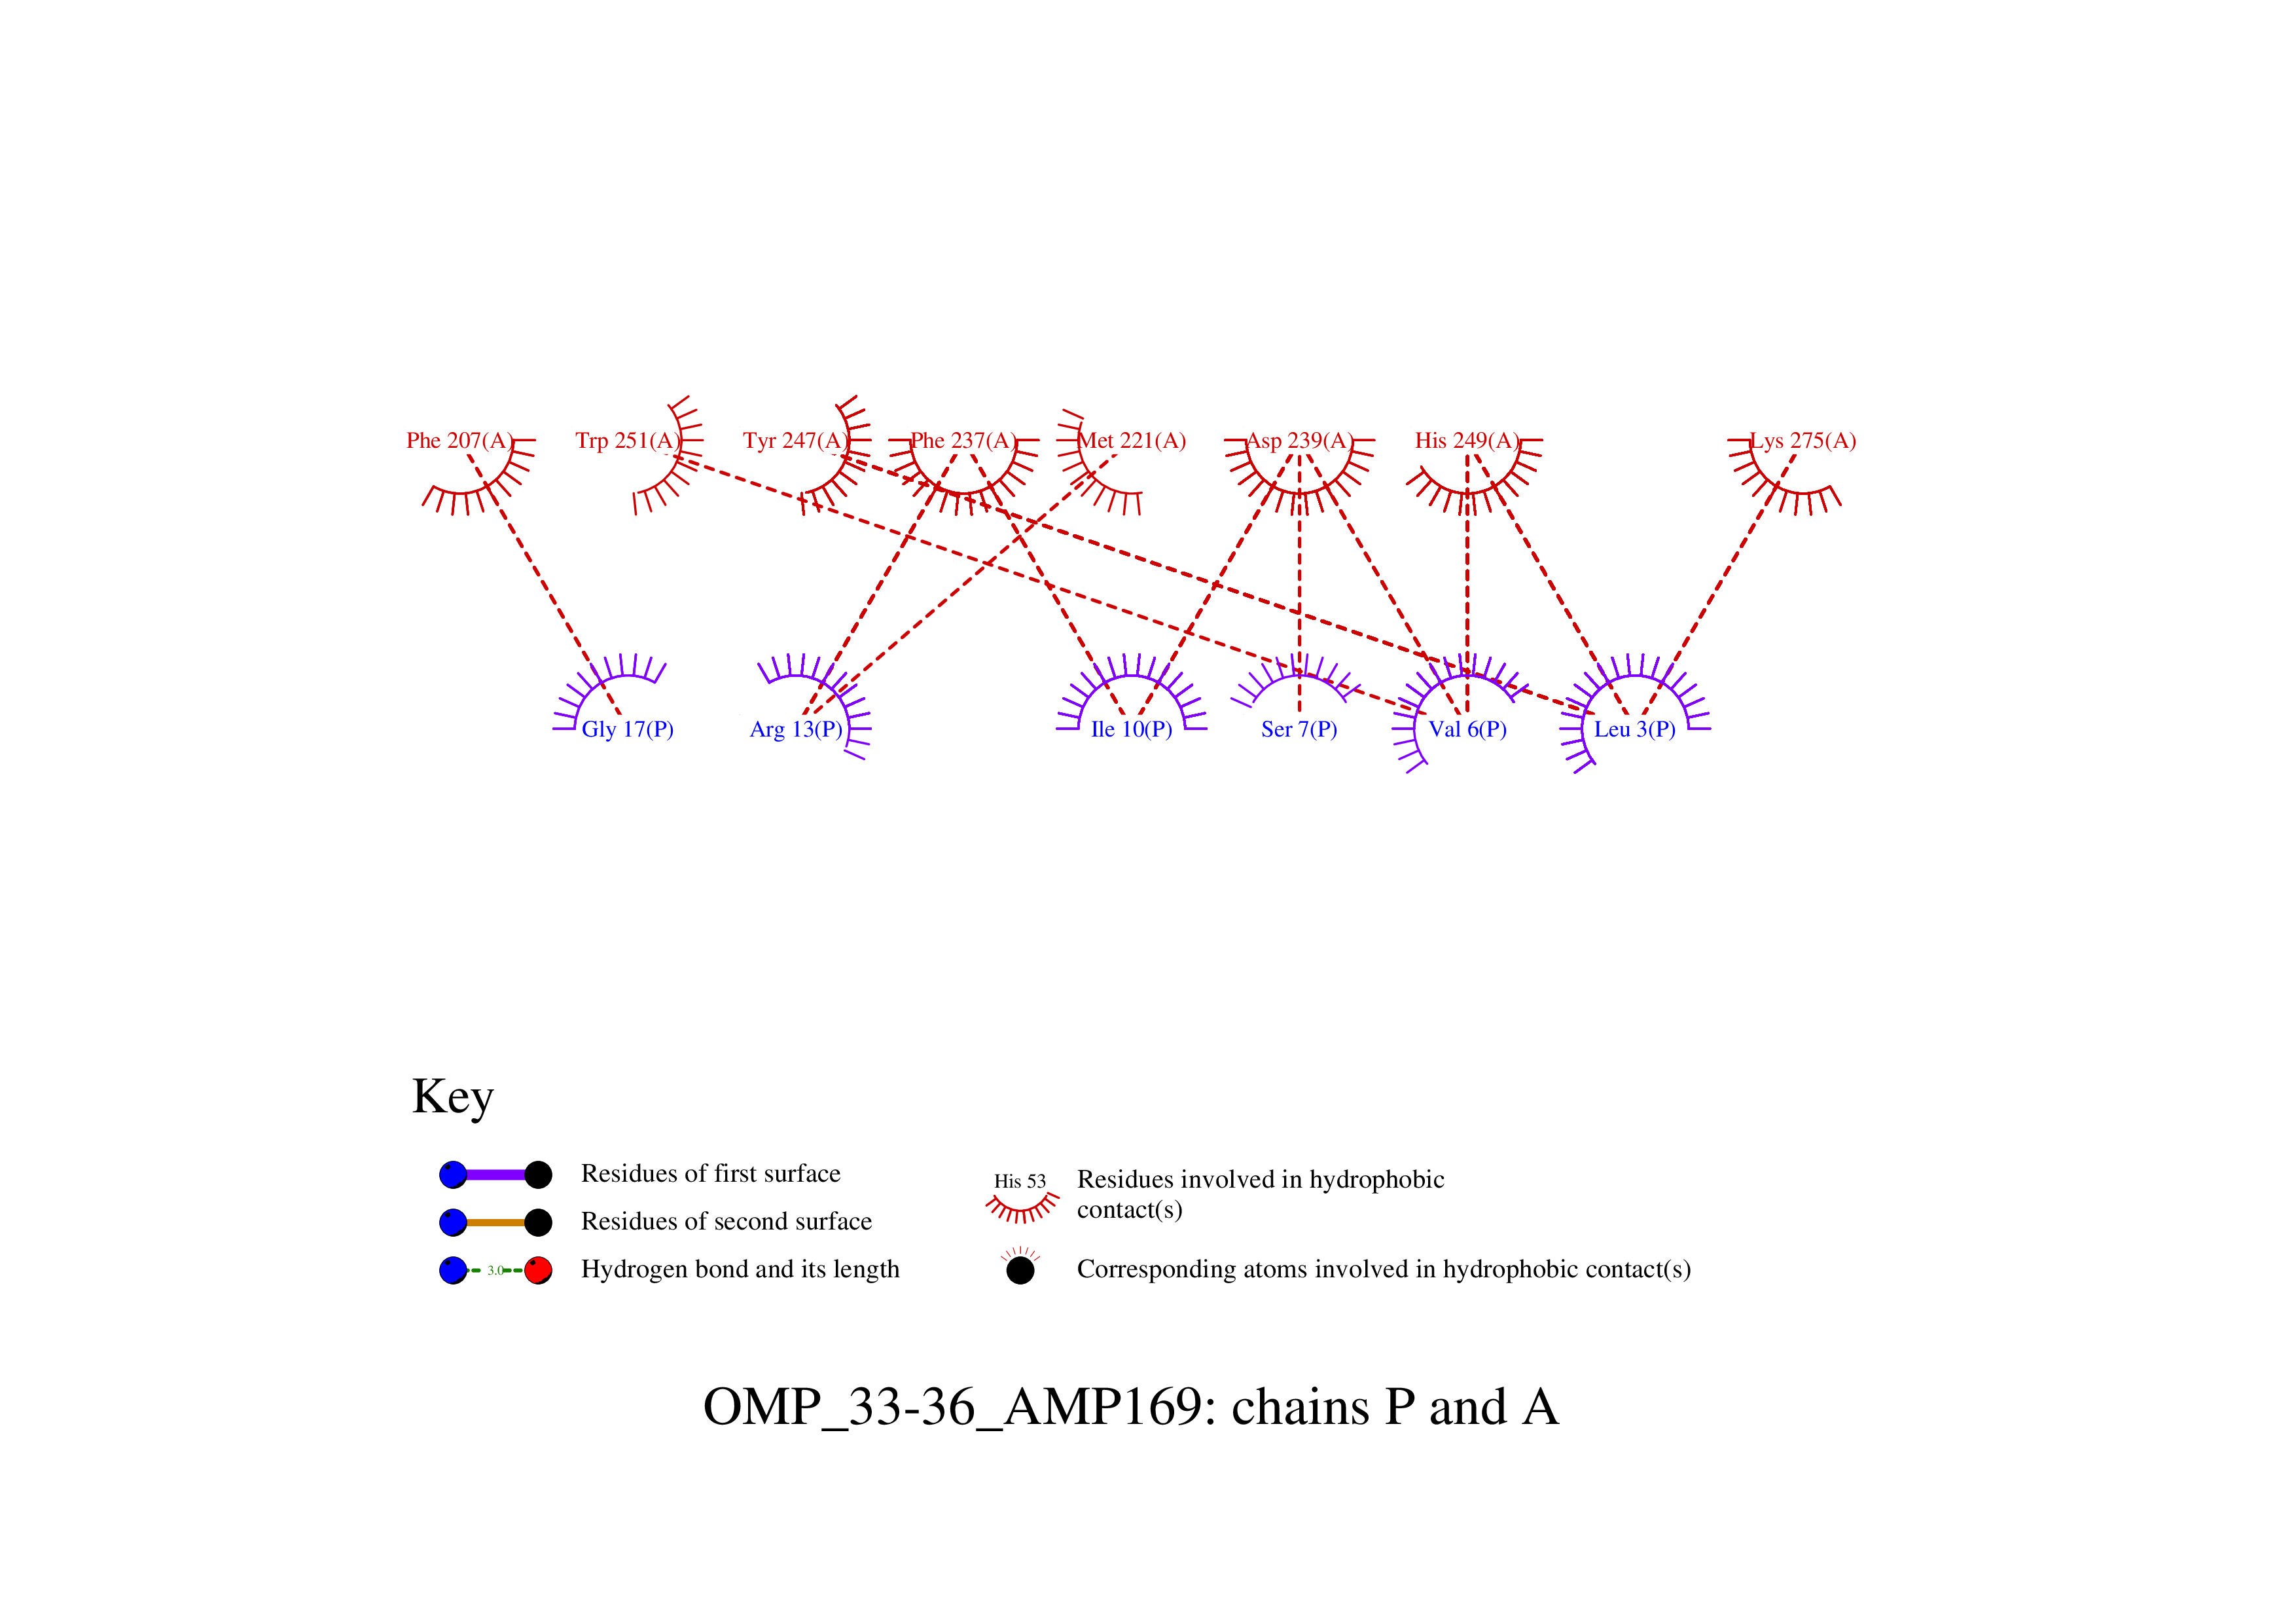 Phe 207(A) Trp 251(A) Tyr 247(A) Phe 237(A) Met 221(A) Asp 239(A) His 249(A) Lys 275(A)
Gly 17(P) Arg 13(P) Ile 10(P) Ser 7(P) Val 6(P) Leu 3(P)
Key
Residues of first surface
Residues of second surface
3.0 Hydrogen bond and its length
His 53 Residues involved in hydrophobic
contact(s)
Corresponding atoms involved in hydrophobic contact(s)
OMP_33-36_AMP169: chains P and A